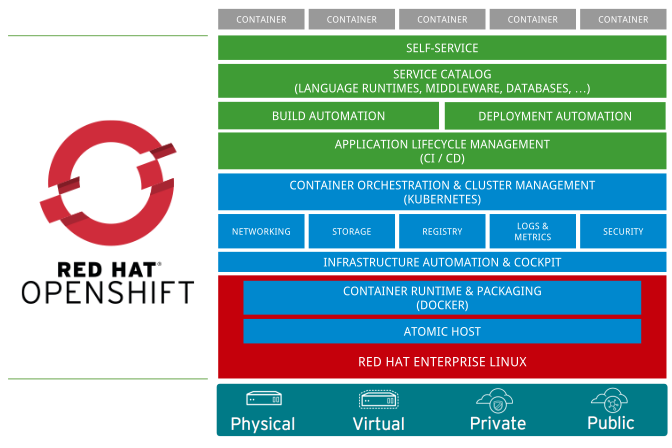 CONTAINER CONTAINER CONTAINER CONTAINER CONTAINER
SELF-SERVICE
SERVICE CATALOG
(LANGUAGE RUNTIMES, MIDDLEWARE, DATABASES, ...)
BUILD AUTOMATION DEPLOYMENT AUTOMATION
APPLICATION LIFECYCLE MANAGEMENT
(CI / CD)
CONTAINER ORCHESTRATION & CLUSTER MANAGEMENT
(KUBERNETES)
NETWORKING STORAGE REGISTRY LOGS &
METRICS SECURITY
INFRASTRUCTURE AUTOMATION & COCKPIT
CONTAINER RUNTIME & PACKAGING
(DOCKER)
ATOMIC HOST
RED HAT ENTERPRISE LINUX
Physical Virtual Private Public
RED HAT®
OPENSHIFT